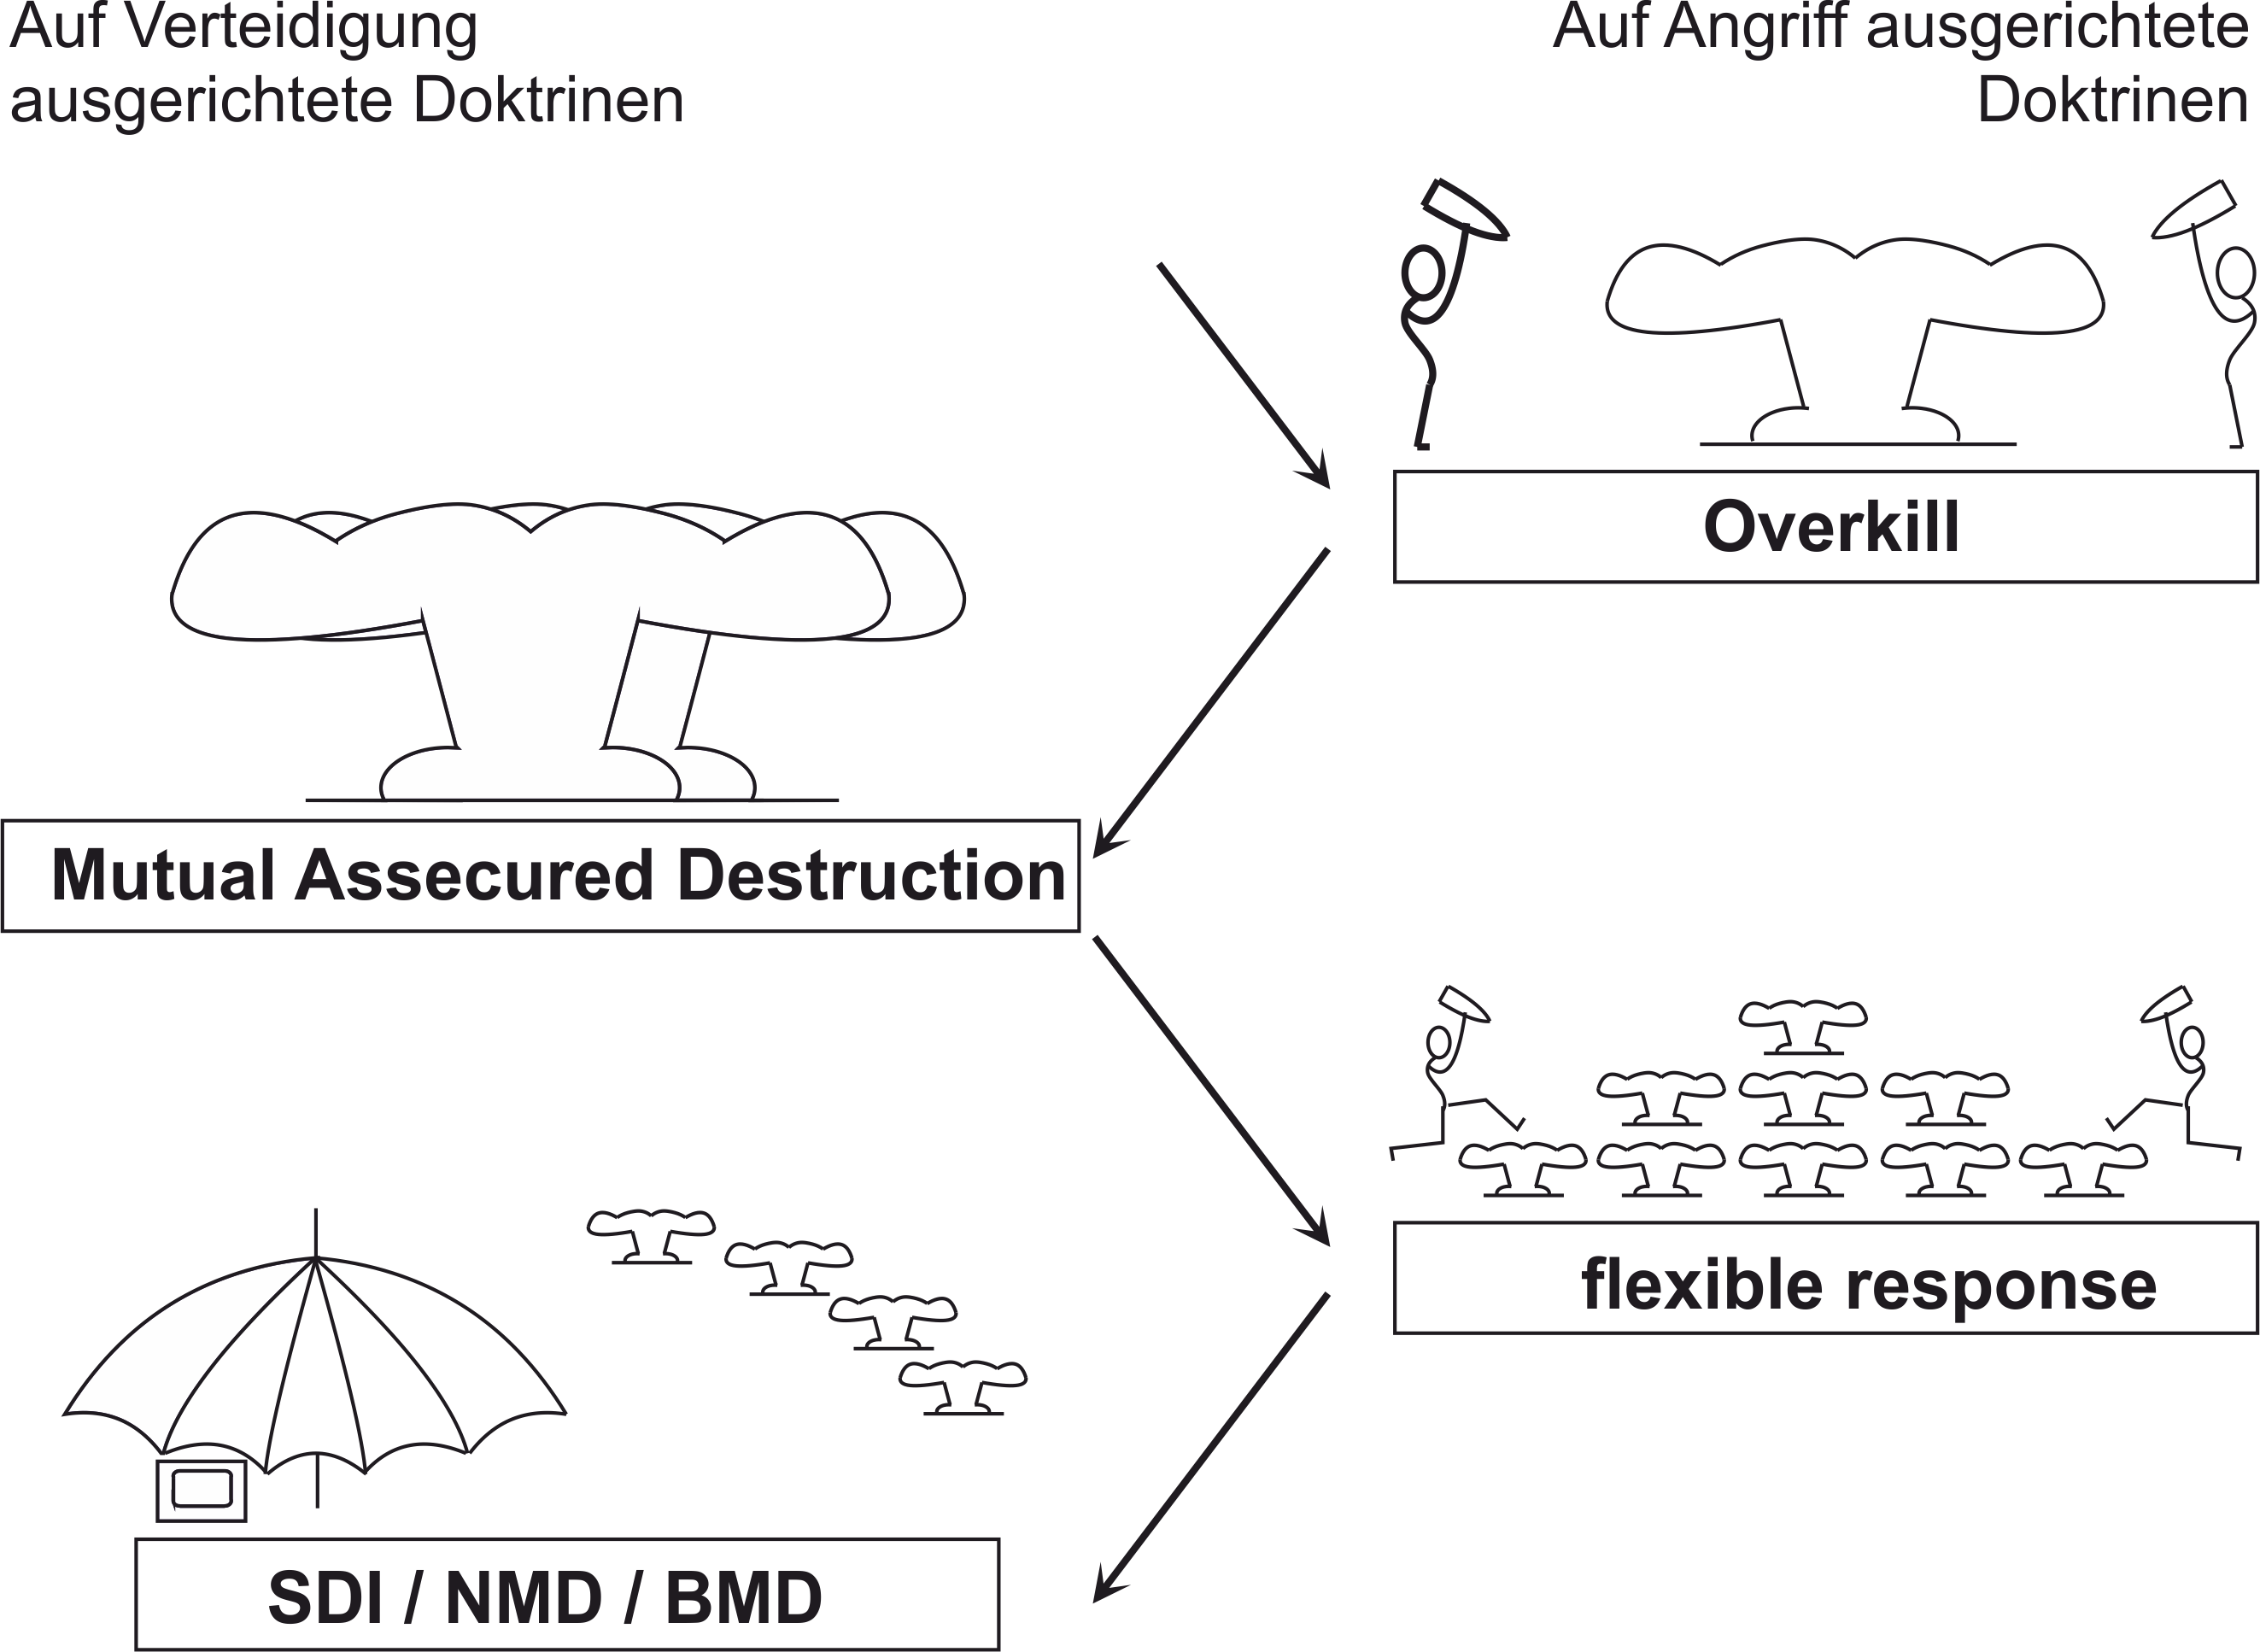 Auf Verteidigung
ausgerichtete Doktrinen
Auf Angriff ausgerichtete
Doktrinen
Overkill
Mutual Assecured Destruction
flexible response
SDI / NMD / BMD